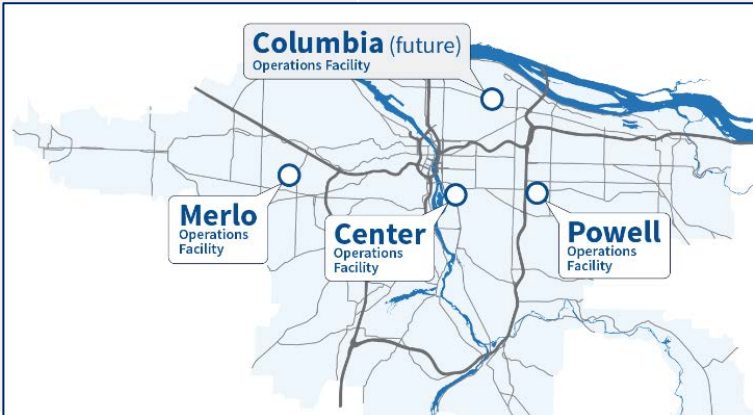 Columbia (future)
Operations Facility
Merlo
Operations
Facility
Center
Operations
Facility
Powell
Operations
Facility